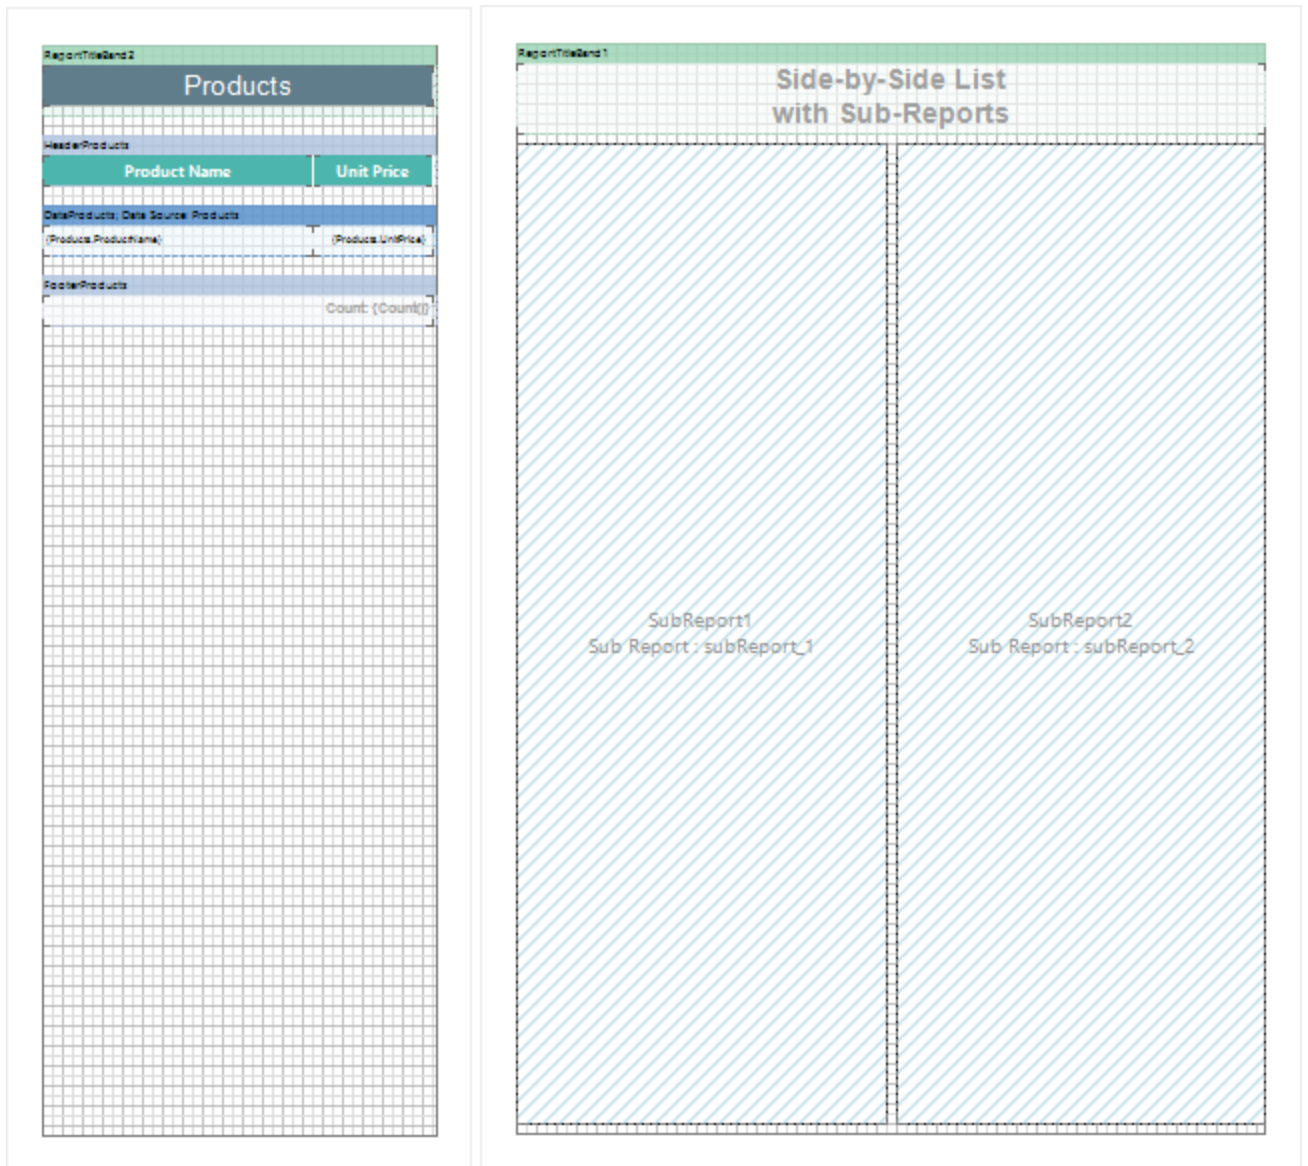 ReportTitleBand2
Products
HeaderProducts
Product Name Unit Price
DataProducts; Data Source: Products
{Products.ProductName} {Products.UnitPrice}
FooterProducts
Count: {Count()}
ReportTitleBand1
Side-by-Side List
with Sub-Reports
SubReport1
Sub Report : subReport_1
SubReport2
Sub Report : subReport_2